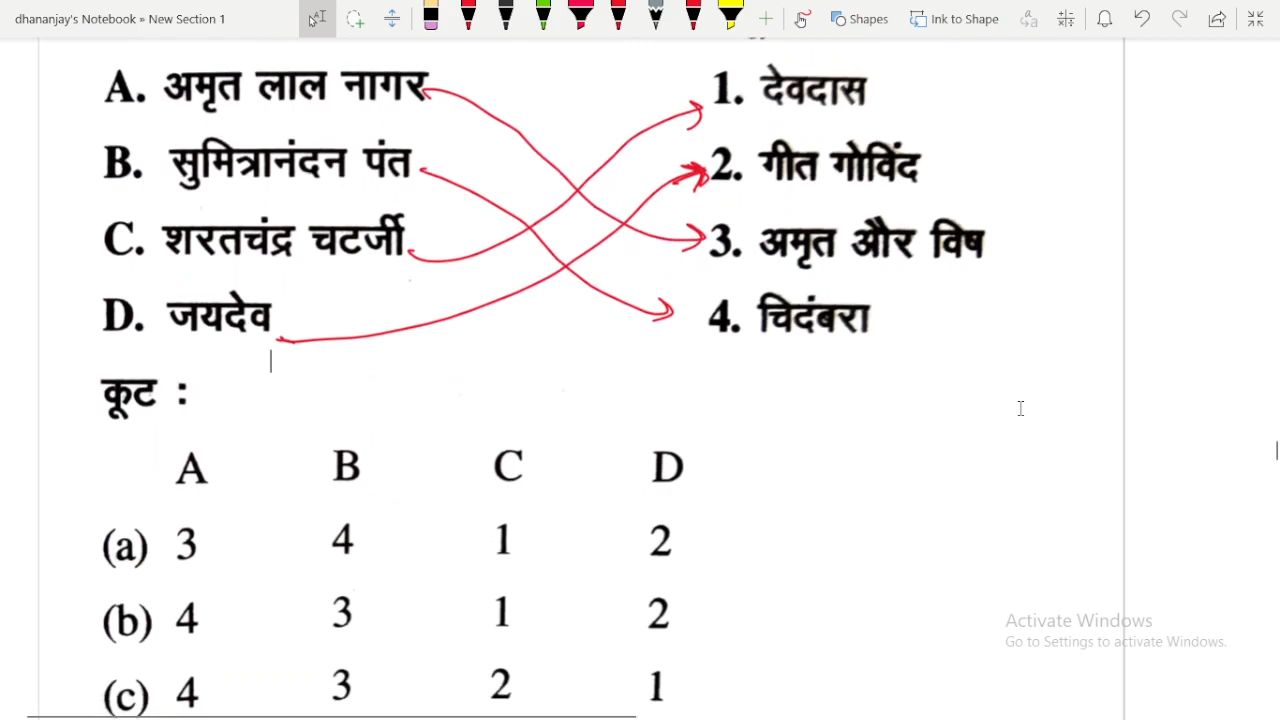 dhananjay's Notebook » New Section 1 Shapes Ink to Shape
A. अमृत लाल नागर 1. देवदास
B. सुमित्रानंदन पंत 2. गीत गोविंद
C. शरतचंद्र चटर्जी 3. अमृत और विष
D. जयदेव 4. चिदंबरा
कूट :
A B C D
(a) 3 4 1 2
(b) 4 3 1 2
(c) 4 3 2 1
Activate Windows
Go to Settings to activate Windows.